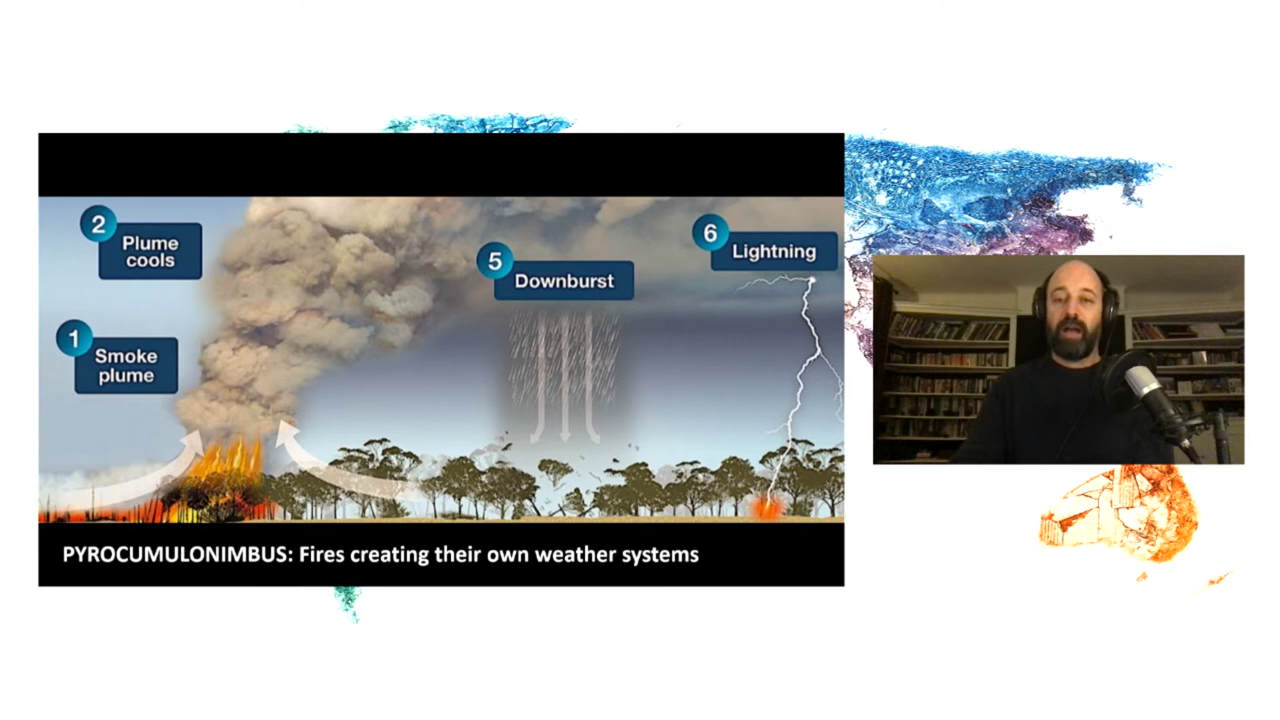 2
Plume
cools
1
Smoke
plume
5
Downburst
6
Lightning
PYROCUMULONIMBUS: Fires creating their own weather systems